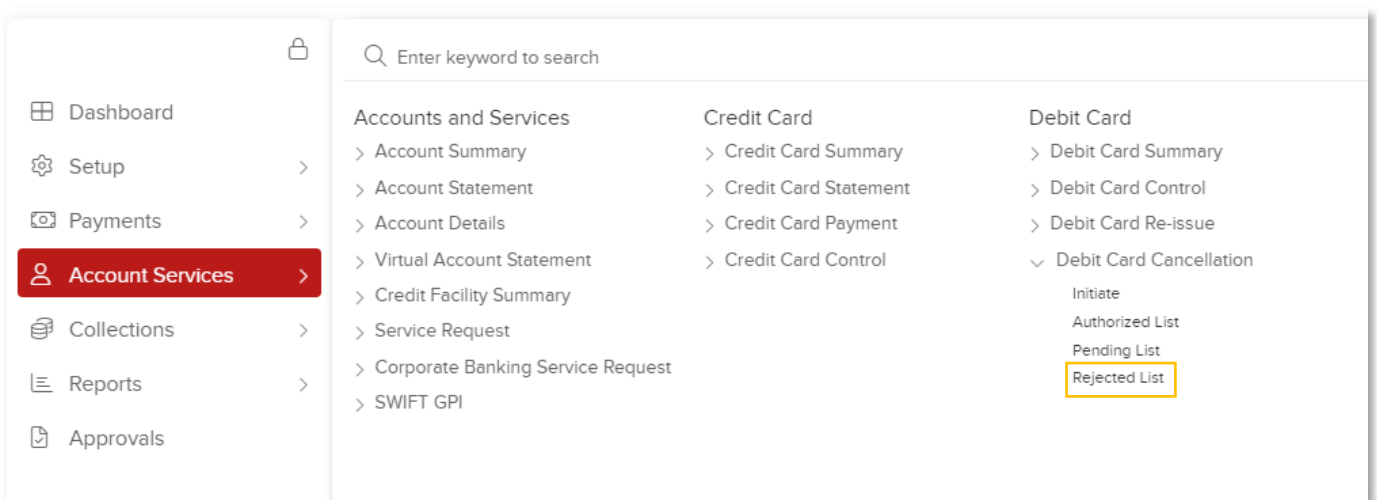 Enter keyword to search
Dashboard
Setup
Payments
Account Services
Collections
Reports
Approvals
Accounts and Services
Account Summary
Account Statement
Account Details
Virtual Account Statement
Credit Facility Summary
Service Request
Corporate Banking Service Request
SWIFT GPI
Credit Card
Credit Card Summary
Credit Card Statement
Credit Card Payment
Credit Card Control
Debit Card
Debit Card Summary
Debit Card Control
Debit Card Re-issue
Debit Card Cancellation
Initiate
Authorized List
Pending List
Rejected List